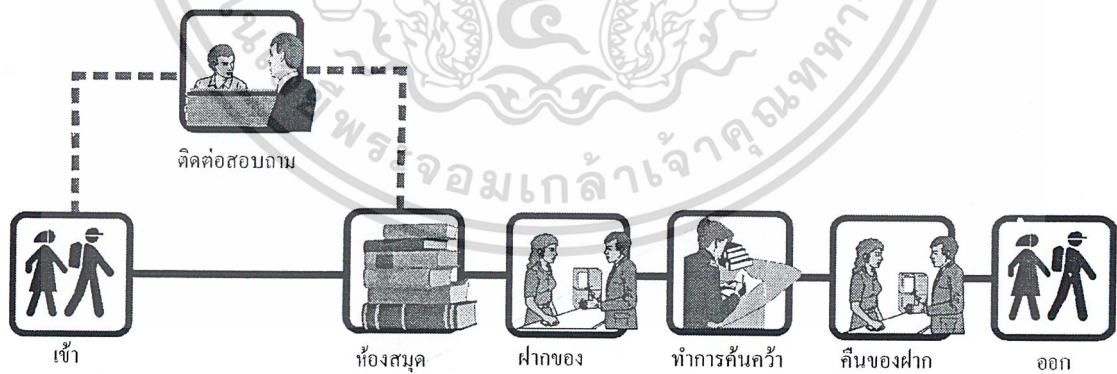 ติดต่อสอบถาม
เข้า
ห้องสมุด
ฝากของ
ทำการค้นคว้า
คืนของฝาก
ออก